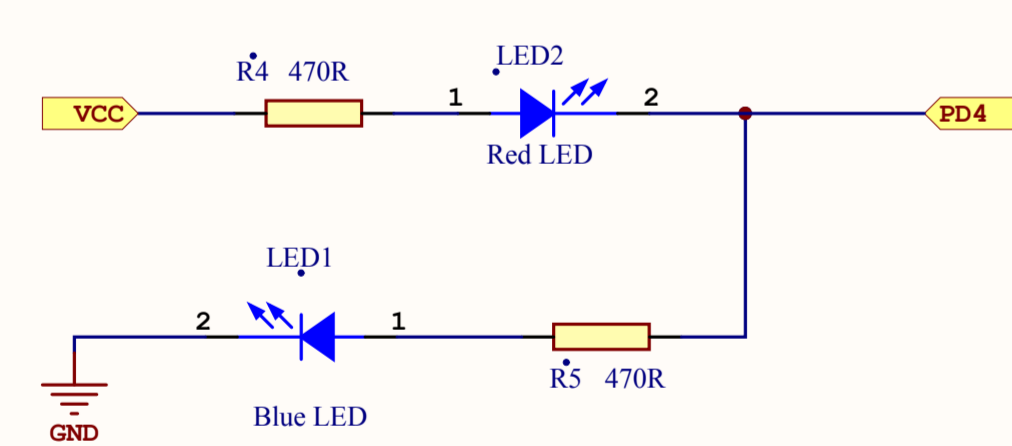 LED2
R4 470R
VCC
1
2
PD4
Red LED
LED1
2
1
R5 470R
Blue LED
GND